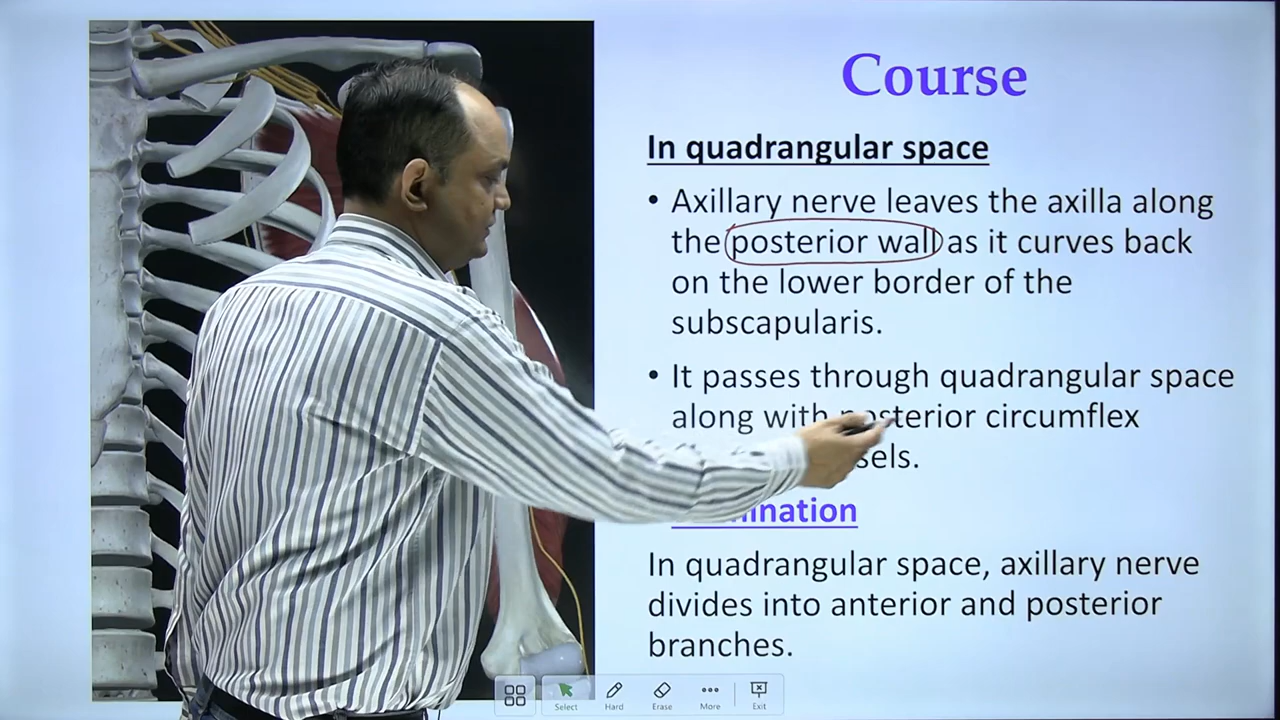 Course
In quadrangular space
• Axillary nerve leaves the axilla along
the posterior wall as it curves back
on the lower border of the
subscapularis.
• It passes through quadrangular space
along with posterior circumflex
In quadrangular space, axillary nerve
divides into anterior and posterior
branches.
Select Hard Erase More Exit